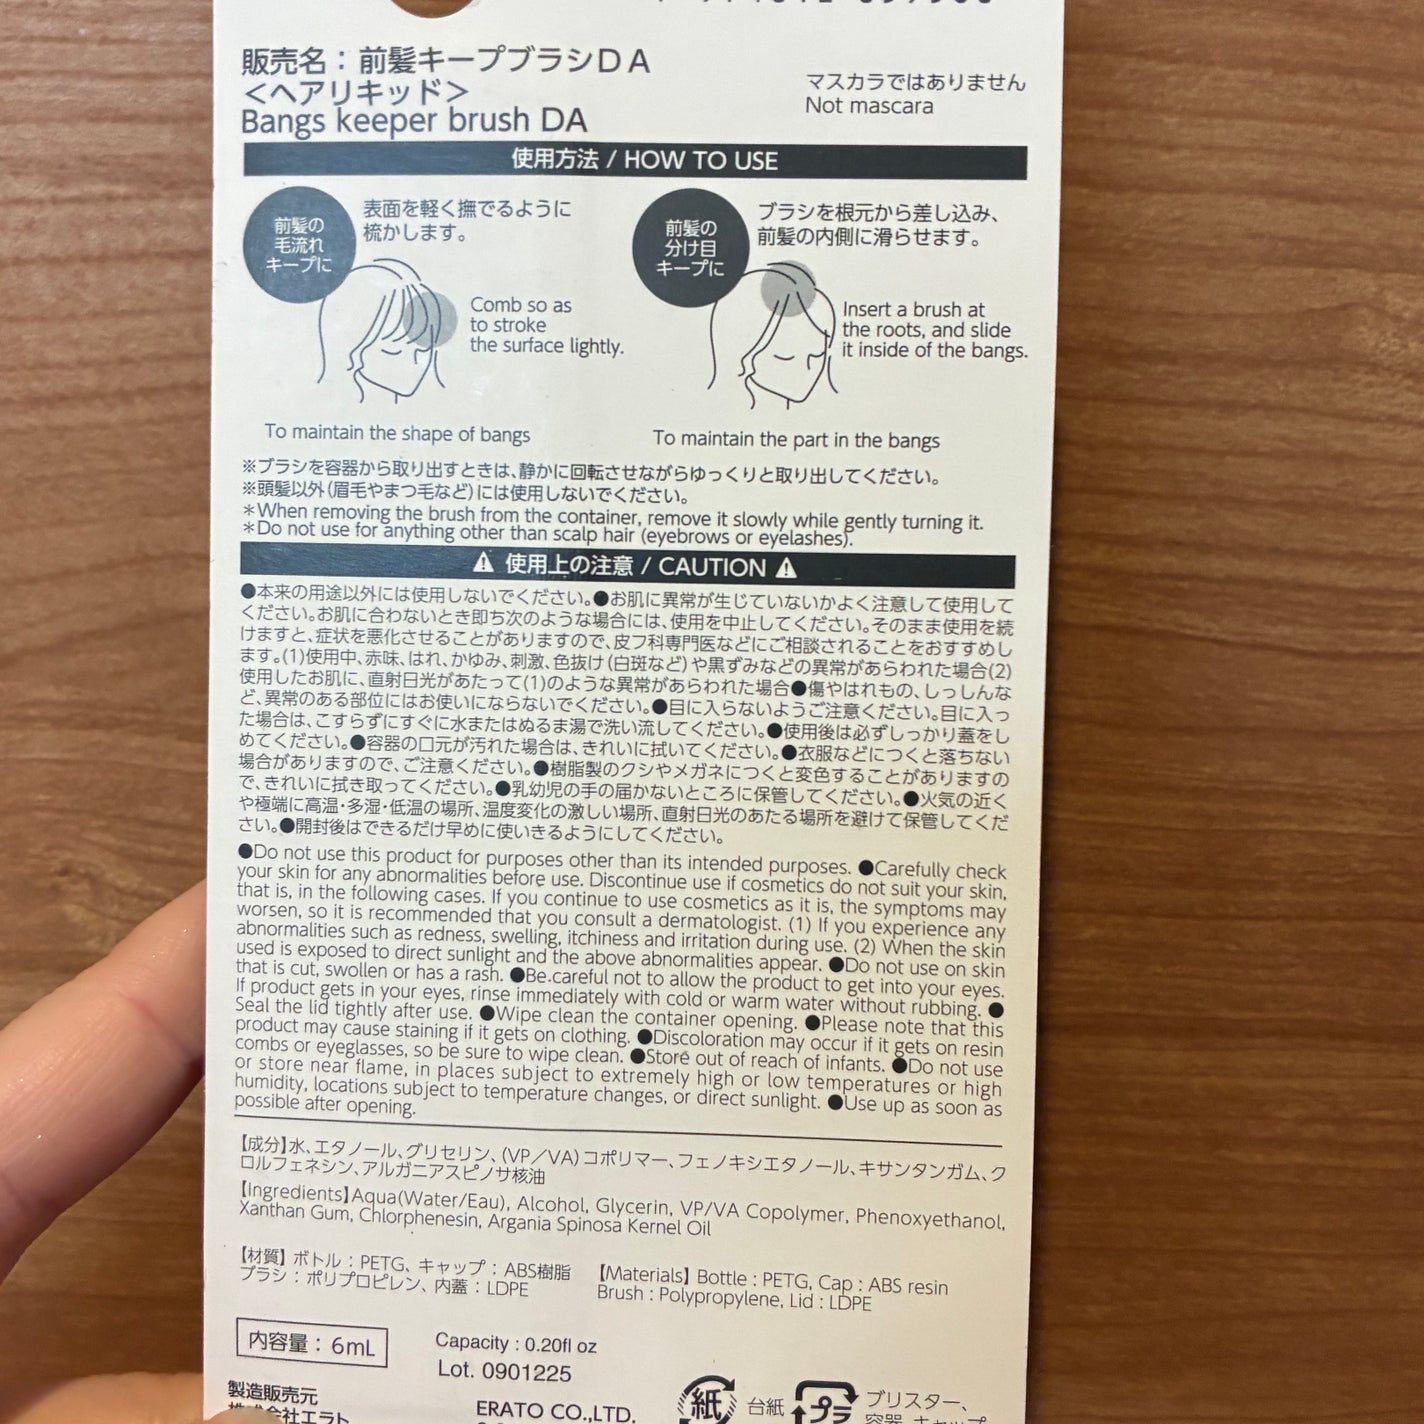 販売名：前髪キープブラシＤＡ
＜ヘアリキッド＞
Bangs keeper brush DA
マスカラではありません
Not mascara
使用方法 / HOW TO USE
前髪の
毛流れ
キープに
表面を軽く撫でるように
梳かします。
Comb so as
to stroke
the surface lightly.
To maintain the shape of bangs
前髪の
分け目
キープに
ブラシを根元から差し込み、
前髪の内側に滑らせます。
Insert a brush at
the roots, and slide
it inside of the bangs.
To maintain the part in the bangs
※ブラシを容器から取り出すときは、静かに回転させながらゆっくりと取り出してください。
※頭髪以外（眉毛やまつ毛など）には使用しないでください。
＊When removing the brush from the container, remove it slowly while gently turning it.
＊Do not use for anything other than scalp hair (eyebrows or eyelashes).
⚠ 使用上の注意 / CAUTION ⚠
●本来の用途以外には使用しないでください。●お肌に異常が生じていないかよく注意して使用して
ください。お肌に合わないとき即ち次のような場合には、使用を中止してください。そのまま使用を続
けますと、症状を悪化させることがありますので、皮フ科専門医などにご相談されることをおすすめし
ます。(1)使用中、赤味、はれ、かゆみ、刺激、色抜け（白斑など）や黒ずみなどの異常があらわれた場合(2)
使用したお肌に、直射日光があたって(1)のような異常があらわれた場合●傷やはれもの、しっしんな
ど、異常のある部位にはお使いにならないでください。●目に入らないようご注意ください。目に入っ
た場合は、こすらずにすぐに水またはぬるま湯で洗い流してください。●使用後は必ずしっかり蓋をし
めてください。●容器の口元が汚れた場合は、きれいに拭いてください。●衣服などにつくと落ちない
場合がありますので、ご注意ください。●樹脂製のクシやメガネにつくと変色することがありますの
で、きれいに拭き取ってください。●乳幼児の手の届かないところに保管してください。●火気の近く
や極端に高温・多湿・低温の場所、温度変化の激しい場所、直射日光のあたる場所を避けて保管してくだ
さい。●開封後はできるだけ早めに使いきるようにしてください。
●Do not use this product for purposes other than its intended purposes. ●Carefully check
your skin for any abnormalities before use. Discontinue use if cosmetics do not suit your skin,
that is, in the following cases. If you continue to use cosmetics as it is, the symptoms may
worsen, so it is recommended that you consult a dermatologist. (1) If you experience any
abnormalities such as redness, swelling, itchiness and irritation during use. (2) When the skin
used is exposed to direct sunlight and the above abnormalities appear. ●Do not use on skin
that is cut, swollen or has a rash. ●Be.careful not to allow the product to get into your eyes.
If product gets in your eyes, rinse immediately with cold or warm water without rubbing. ●
Seal the lid tightly after use. ●Wipe clean the container opening. ●Please note that this
product may cause staining if it gets on clothing. ●Discoloration may occur if it gets on resin
combs or eyeglasses, so be sure to wipe clean. ●Store out of reach of infants. ●Do not use
or store near flame, in places subject to extremely high or low temperatures or high
humidity, locations subject to temperature changes, or direct sunlight. ●Use up as soon as
possible after opening.
【成分】水、エタノール、グリセリン、(VP／VA)コポリマー、フェノキシエタノール、キサンタンガム、ク
ロルフェネシン、アルガニアスピノサ核油
【Ingredients】Aqua(Water/Eau), Alcohol, Glycerin, VP/VA Copolymer, Phenoxyethanol,
Xanthan Gum, Chlorphenesin, Argania Spinosa Kernel Oil
【材質】ボトル：PETG、キャップ：ABS樹脂
ブラシ：ポリプロピレン、内蓋：LDPE
【Materials】Bottle : PETG, Cap : ABS resin
Brush : Polypropylene, Lid : LDPE
内容量：6mL
Capacity : 0.20fl oz
Lot. 0901225
製造販売元
株式会社エラト
ERATO CO.,LTD.
紙
台紙
プラ
ブリスター、